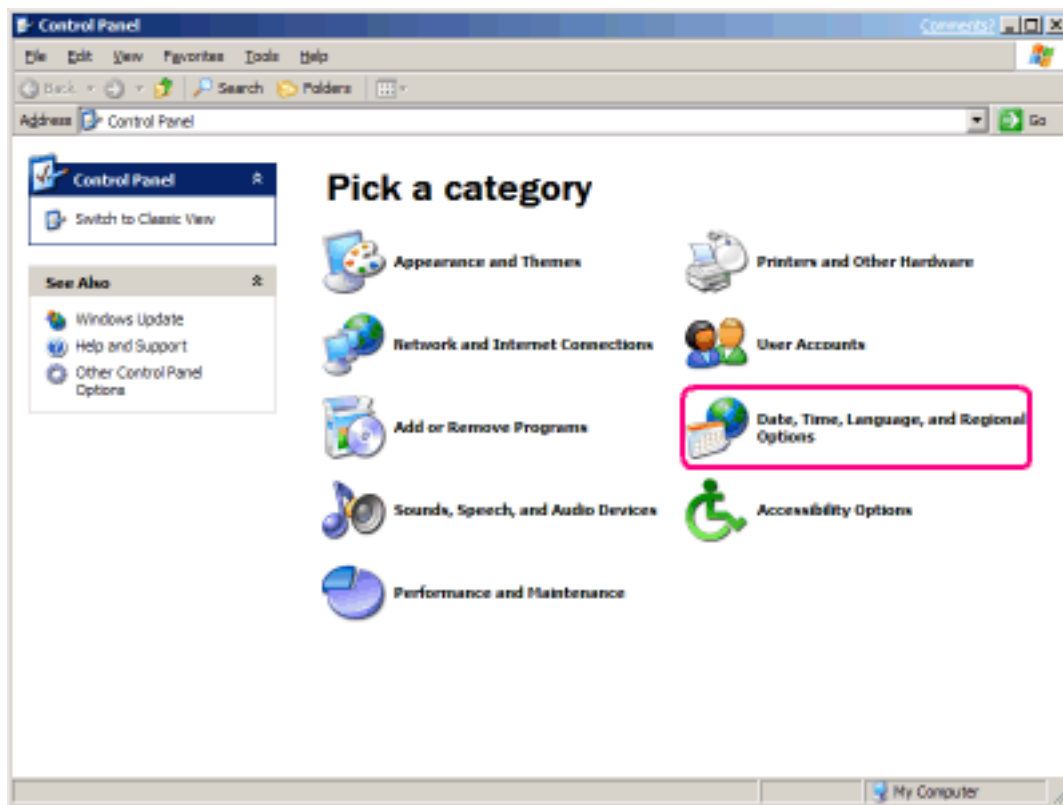 Control Panel
Comments?
File Edit View Favorites Tools Help
Back Search Folders
Address Control Panel Go
Control Panel
Switch to Classic View
See Also
Windows Update
Help and Support
Other Control Panel
Options
Pick a category
Appearance and Themes
Printers and Other Hardware
Network and Internet Connections
User Accounts
Add or Remove Programs
Date, Time, Language, and Regional
Options
Sounds, Speech, and Audio Devices
Accessibility Options
Performance and Maintenance
My Computer